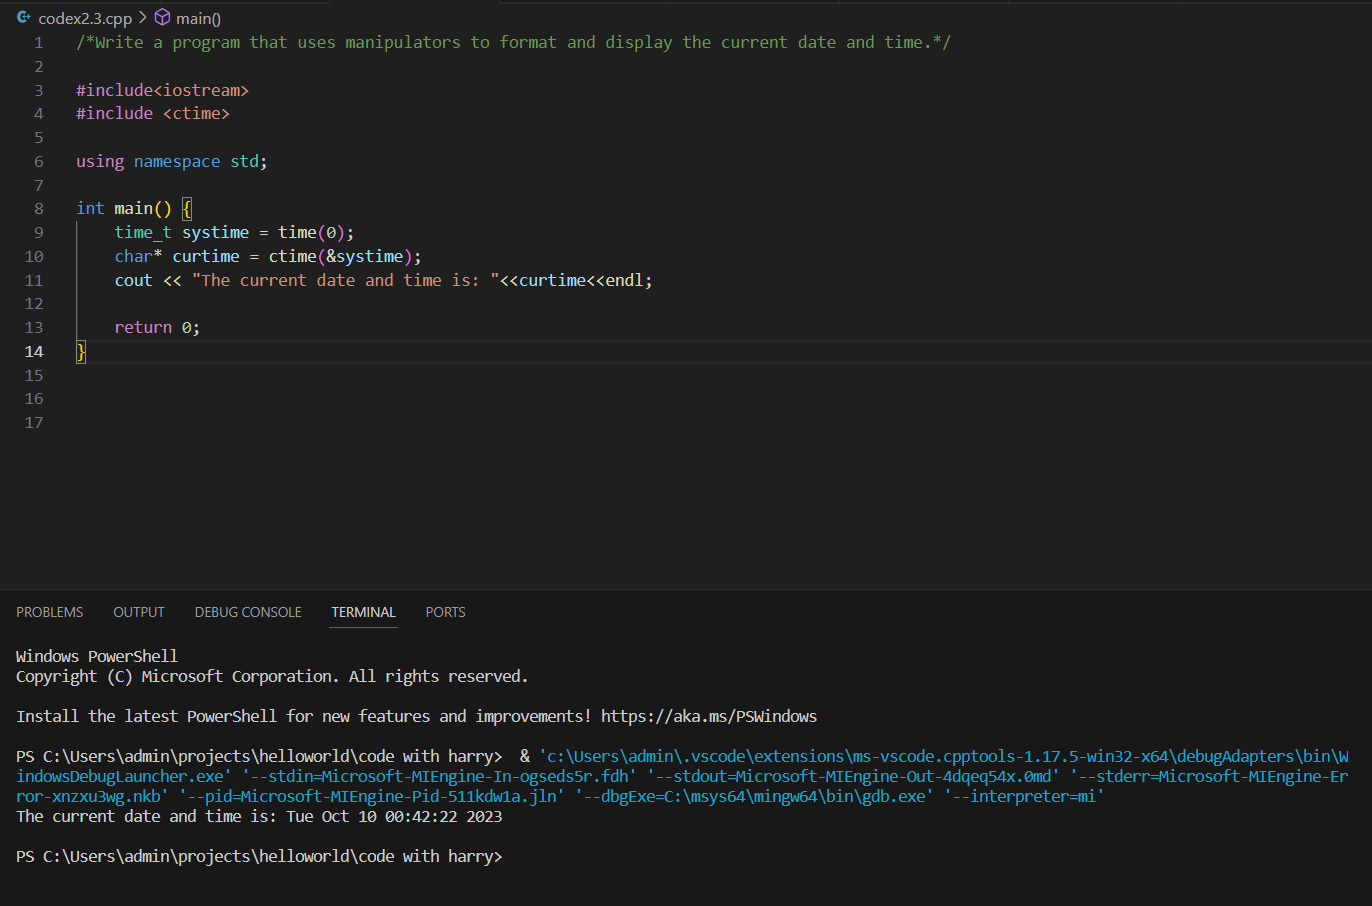 codex2.3.cpp > main()
1 /*Write a program that uses manipulators to format and display the current date and time.*/
2
3 #include<iostream>
4 #include <ctime>
5
6 using namespace std;
7
8 int main() {
9 time_t systime = time(0);
10 char* curtime = ctime(&systime);
11 cout << "The current date and time is: "<<curtime<<endl;
12
13 return 0;
14 }
15
16
17
PROBLEMS OUTPUT DEBUG CONSOLE TERMINAL PORTS
Windows PowerShell
Copyright (C) Microsoft Corporation. All rights reserved.
Install the latest PowerShell for new features and improvements! https://aka.ms/PSWindows
PS C:\Users\admin\projects\helloworld\code with harry> & 'c:\Users\admin\.vscode\extensions\ms-vscode.cpptools-1.17.5-win32-x64\debugAdapters\bin\W
indowsDebugLauncher.exe' '--stdin=Microsoft-MIEngine-In-ogseds5r.fdh' '--stdout=Microsoft-MIEngine-Out-4dqeq54x.0md' '--stderr=Microsoft-MIEngine-Er
ror-xnzxu3wg.nkb' '--pid=Microsoft-MIEngine-Pid-511kdw1a.jln' '--dbgExe=C:\msys64\mingw64\bin\gdb.exe' '--interpreter=mi'
The current date and time is: Tue Oct 10 00:42:22 2023
PS C:\Users\admin\projects\helloworld\code with harry>